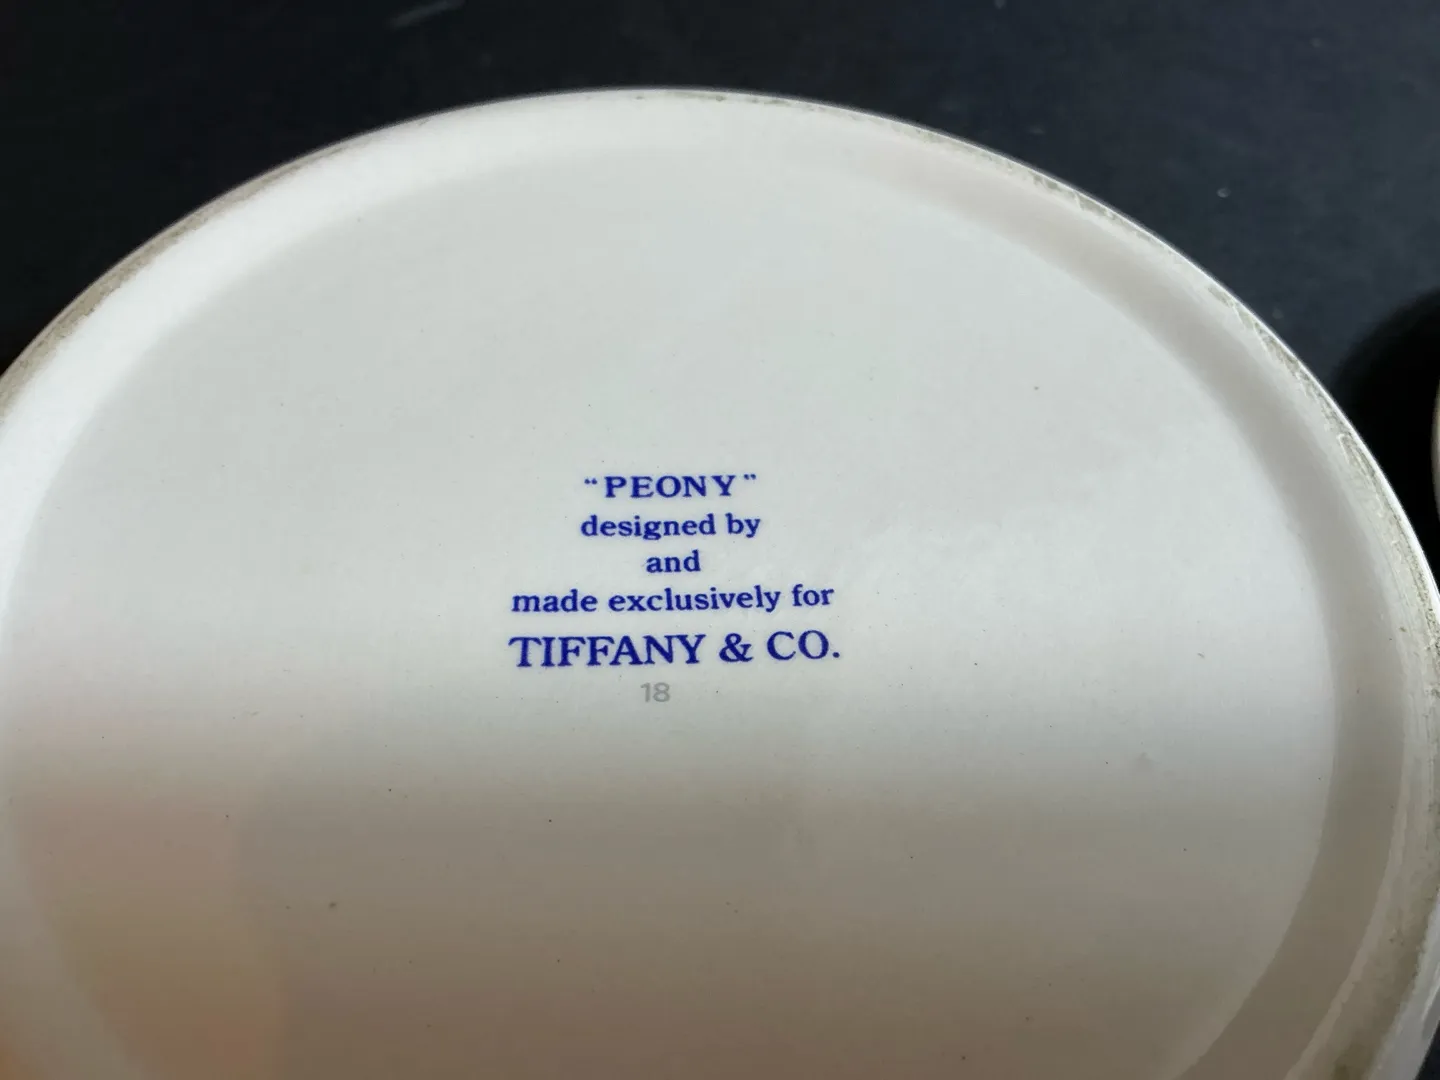 “PEONY”
designed by
and
made exclusively for
TIFFANY & CO.
18